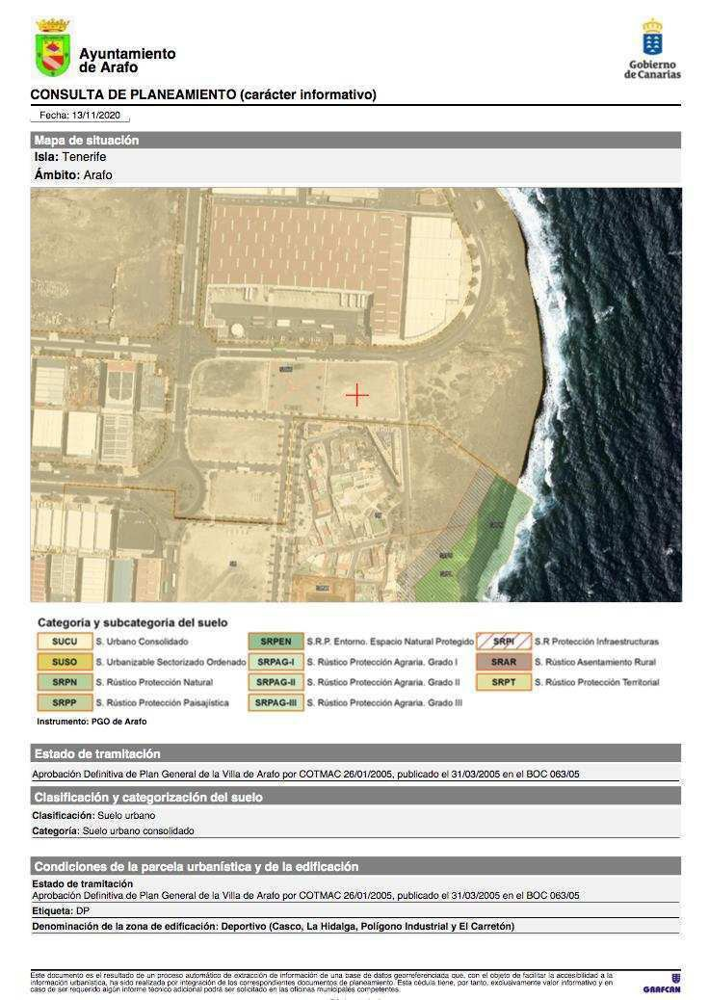 Ayuntamiento
de Arafo
Gobierno
de Canarias
CONSULTA DE PLANEAMIENTO (carácter informativo)
Fecha: 13/11/2020
Mapa de situación
Isla: Tenerife
Ámbito: Arafo
Categoria y subcategoria del suelo
SUCU S. Urbano Consolidado SRPEN S.R.P. Entorno. Espacio Natural Protegido SRPI S.R Protección Infraestructuras
SUSO S. Urbanizable Sectorizado Ordenado SRPAG-I S. Rústico Protección Agraria. Grado I SRAR S. Rústico Asentamiento Rural
SRPN S. Rústico Protección Natural SRPAG-II S. Rústico Protección Agraria. Grado II SRPT S. Rústico Protección Territorial
SRPP S. Rústico Protección Paisajística SRPAG-III S. Rústico Protección Agraria. Grado III
Instrumento: PGO de Arafo
Estado de tramitación
Aprobación Definitiva de Plan General de la Villa de Arafo por COTMAC 26/01/2005, publicado el 31/03/2005 en el BOC 063/05
Clasificación y categorización del suelo
Clasificación: Suelo urbano
Categoría: Suelo urbano consolidado
Condiciones de la parcela urbanística y de la edificación
Estado de tramitación
Aprobación Definitiva de Plan General de la Villa de Arafo por COTMAC 26/01/2005, publicado el 31/03/2005 en el BOC 063/05
Etiqueta: DP
Denominación de la zona de edificación: Deportivo (Casco, La Hidalga, Polígono Industrial y El Carretón)
Este documento es el resultado de un proceso automático de extracción de información de una base de datos georreferenciada que, con el objeto de facilitar la accesibilidad a la
información urbanística, ha sido realizada por integración de los correspondientes documentos de planeamiento. Esta cédula tiene, por tanto, exclusivamente valor informativo y en
caso de ser requerido algún informe técnico adicional podrá ser solicitado en las oficinas municipales competentes.
GRAFCAN